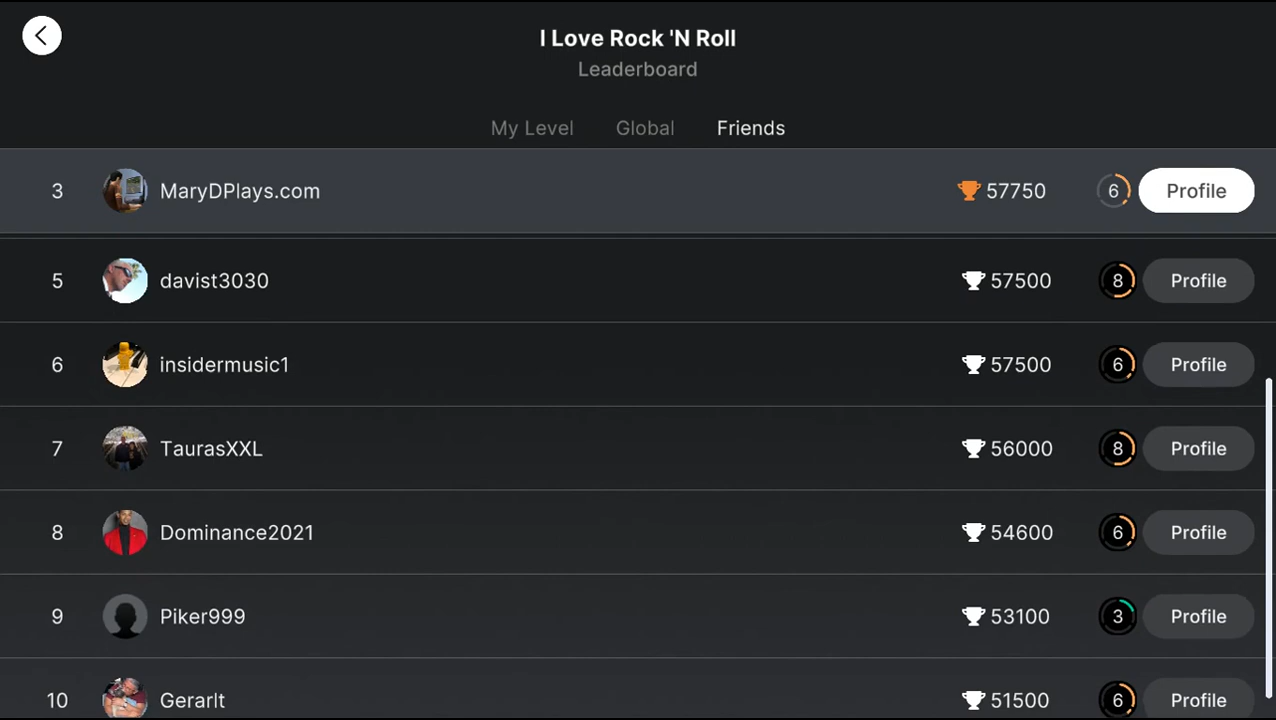 I Love Rock 'N Roll
Leaderboard
My Level Global Friends
3 MaryDPlays.com 57750 6 Profile
5 davist3030 57500 8 Profile
6 insidermusic1 57500 6 Profile
7 TaurasXXL 56000 8 Profile
8 Dominance2021 54600 6 Profile
9 Piker999 53100 3 Profile
10 Gerarlt 51500 6 Profile